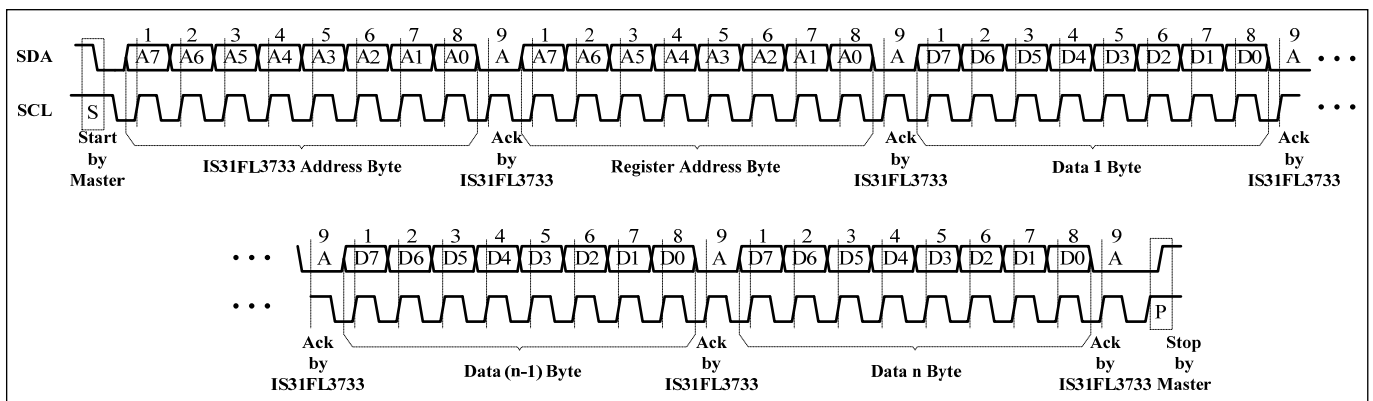 1 2 3 4 5 6 7 8 9 1 2 3 4 5 6 7 8 9 1 2 3 4 5 6 7 8 9
SDA A7 A6 A5 A4 A3 A2 A1 A0 A A7 A6 A5 A4 A3 A2 A1 A0 A D7 D6 D5 D4 D3 D2 D1 D0 A • • •
SCL S • • •
Start by Master
IS31FL3733 Address Byte
Ack by IS31FL3733
Register Address Byte
Ack by IS31FL3733
Data 1 Byte
Ack by IS31FL3733
9 1 2 3 4 5 6 7 8 9 1 2 3 4 5 6 7 8 9
• • • A D7 D6 D5 D4 D3 D2 D1 D0 A D7 D6 D5 D4 D3 D2 D1 D0 A
• • • P
Ack by IS31FL3733
Data (n-1) Byte
Ack by IS31FL3733
Data n Byte
Ack by IS31FL3733
Stop by Master